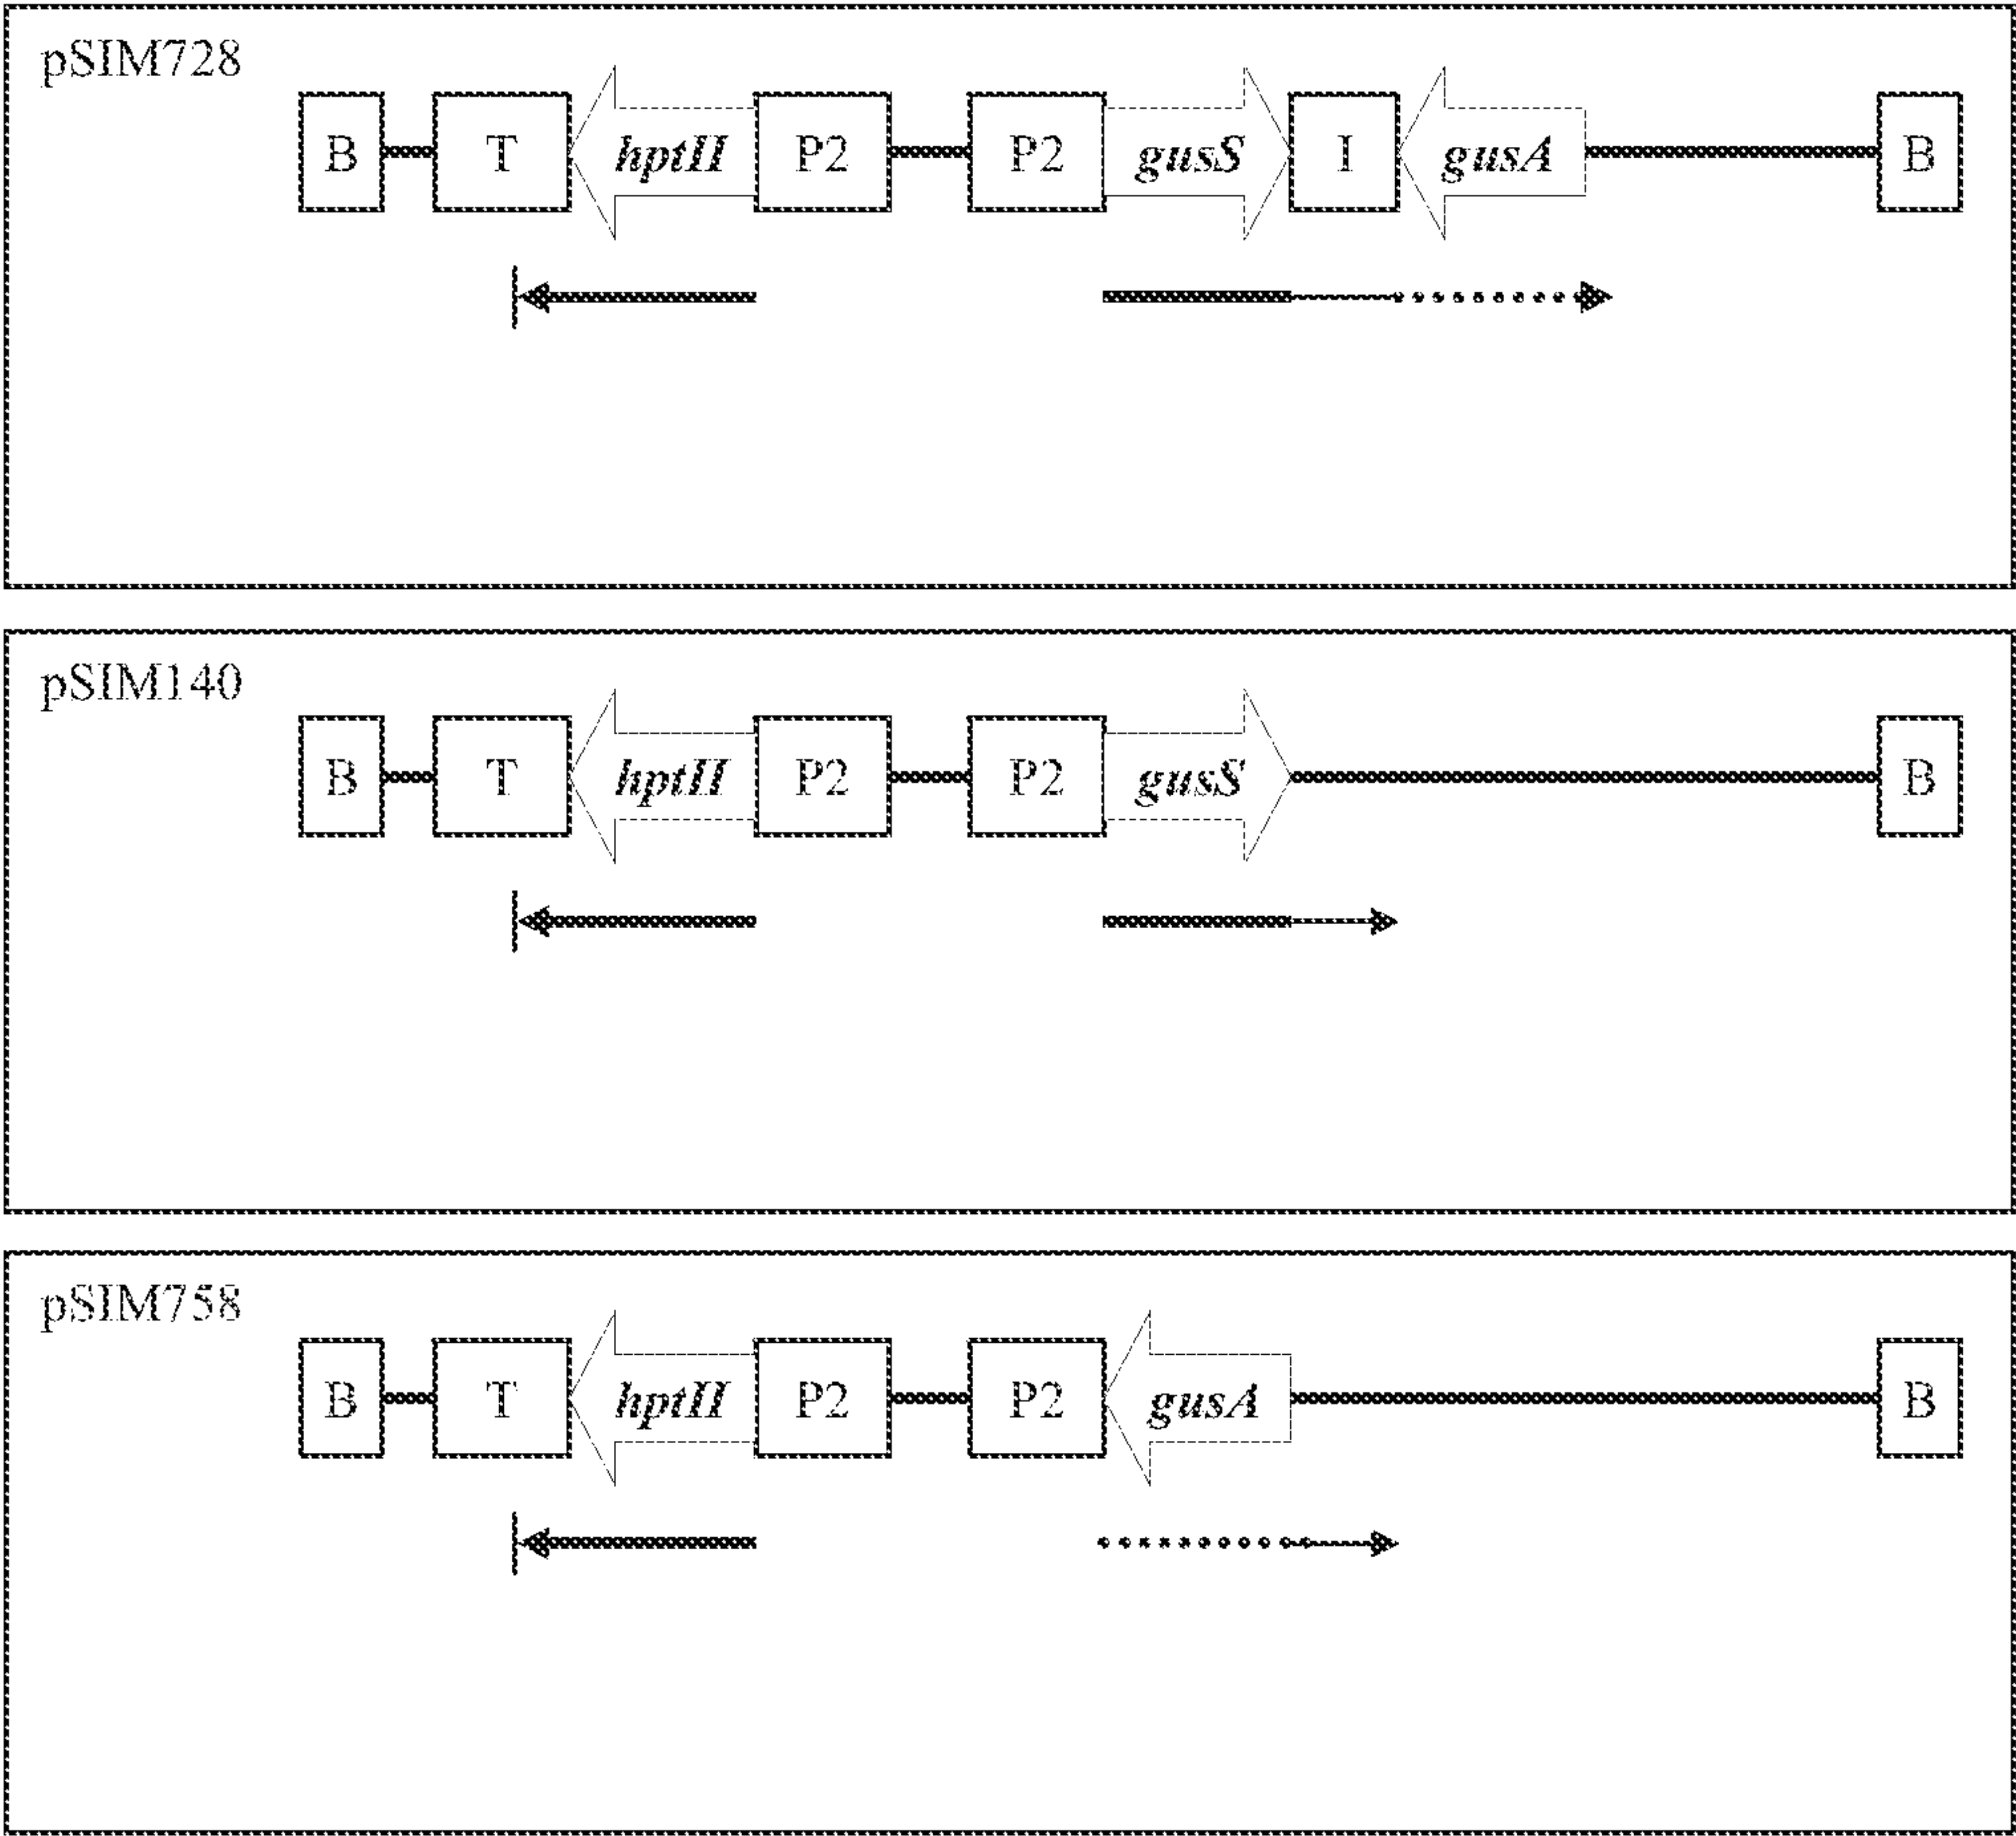 pSIM728
B T hptII P2 P2 gusS I gusA B
pSIM140
B T hptII P2 P2 gusS B
pSIM758
B T hptII P2 P2 gusA B